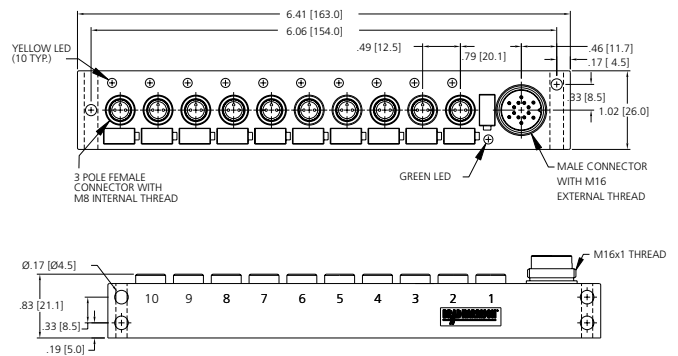 6.41 [163.0]
6.06 [154.0]
.49 [12.5]
.46 [11.7]
.79 [20.1]
.17 [ 4.5]
YELLOW LED
(10 TYP.)
.33 [8.5]
1.02 [26.0]
3 POLE FEMALE
CONNECTOR WITH
M8 INTERNAL THREAD
GREEN LED
MALE CONNECTOR
WITH M16
EXTERNAL THREAD
M16x1 THREAD
Ø.17 [Ø4.5]
10 9 8 7 6 5 4 3 2 1
.83 [21.1]
.33 [8.5]
.19 [5.0]